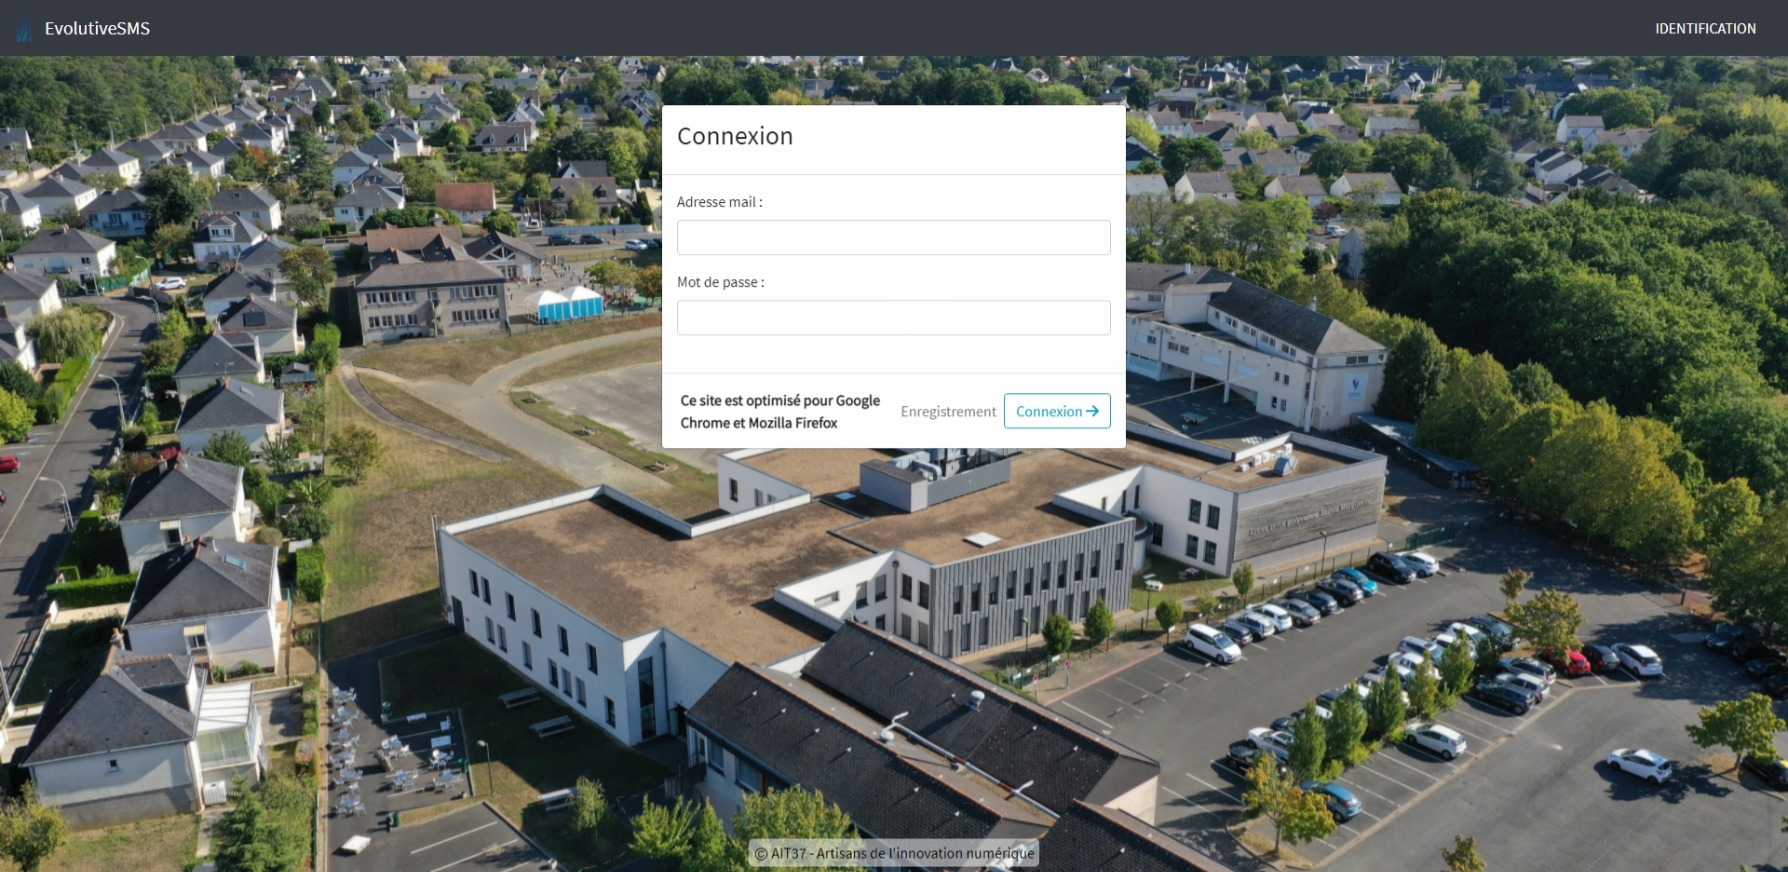 EvolutiveSMS
IDENTIFICATION
Connexion
Adresse mail :
Mot de passe :
Ce site est optimisé pour Google
Chrome et Mozilla Firefox
Enregistrement
Connexion →
© AIT37 - Artisans de l'innovation numérique